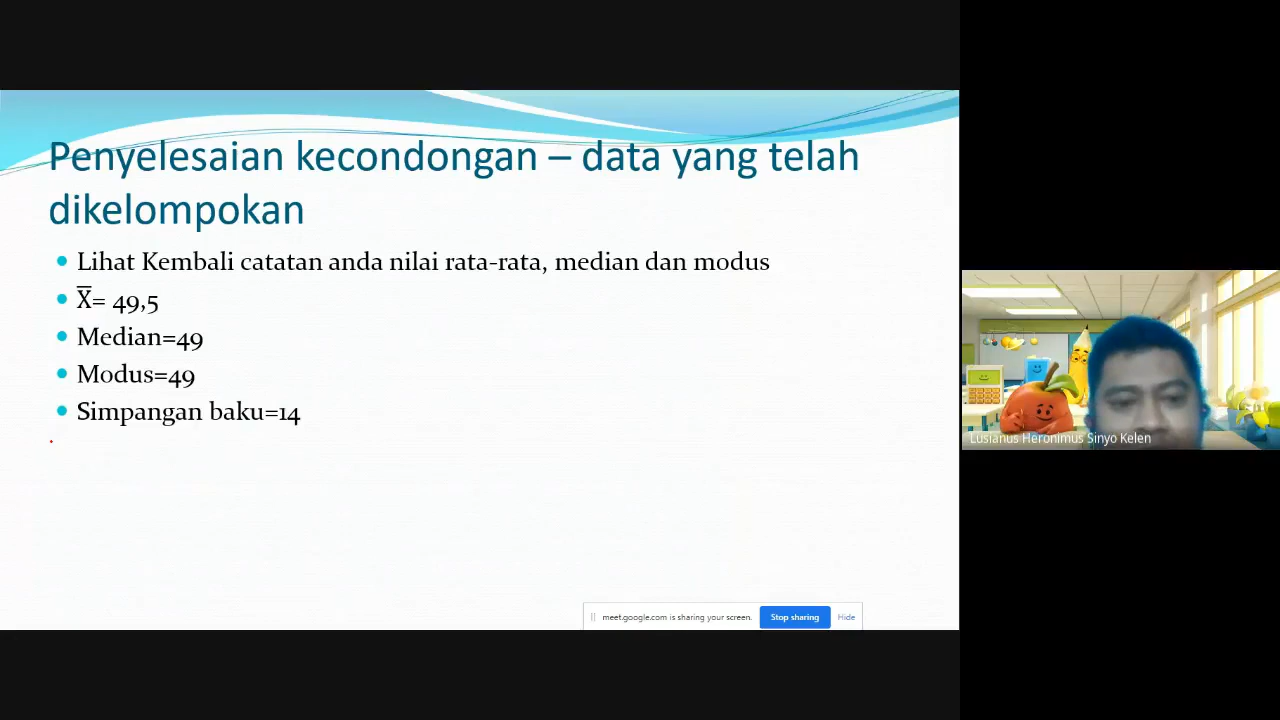 Penyelesaian kecondongan – data yang telah
dikelompokan
Lihat Kembali catatan anda nilai rata-rata, median dan modus
X̅= 49,5
Median=49
Modus=49
Simpangan baku=14
meet.google.com is sharing your screen. Stop sharing Hide
Lusianus Heronimus Sinyo Kelen